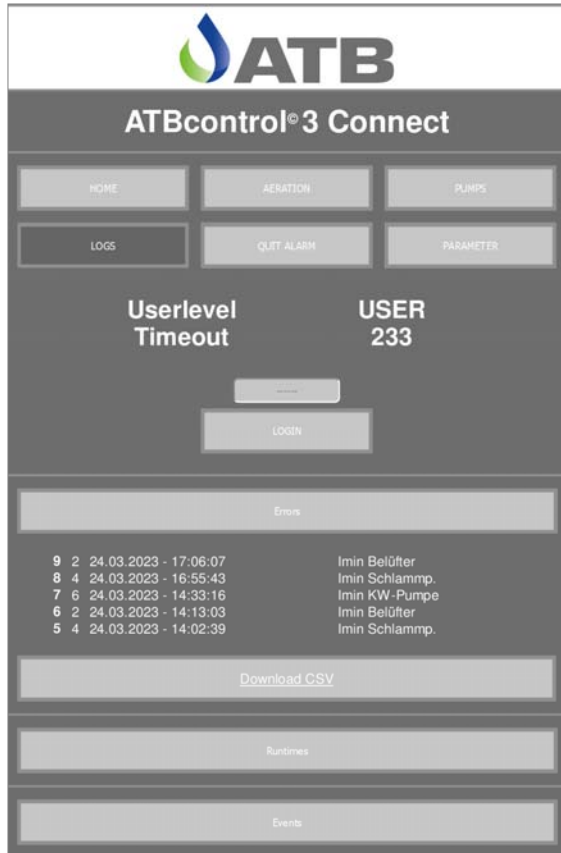 ATB
ATBcontrol© 3 Connect
HOME AERATION PUMPS
LOGS QUIT ALARM PARAMETER
Userlevel USER
Timeout 233
-----
LOGIN
Errors
9 2 24.03.2023 - 17:06:07 Imin Belüfter
8 4 24.03.2023 - 16:55:43 Imin Schlammp.
7 6 24.03.2023 - 14:33:16 Imin KW-Pumpe
6 2 24.03.2023 - 14:13:03 Imin Belüfter
5 4 24.03.2023 - 14:02:39 Imin Schlammp.
Download CSV
Runtimes
Events